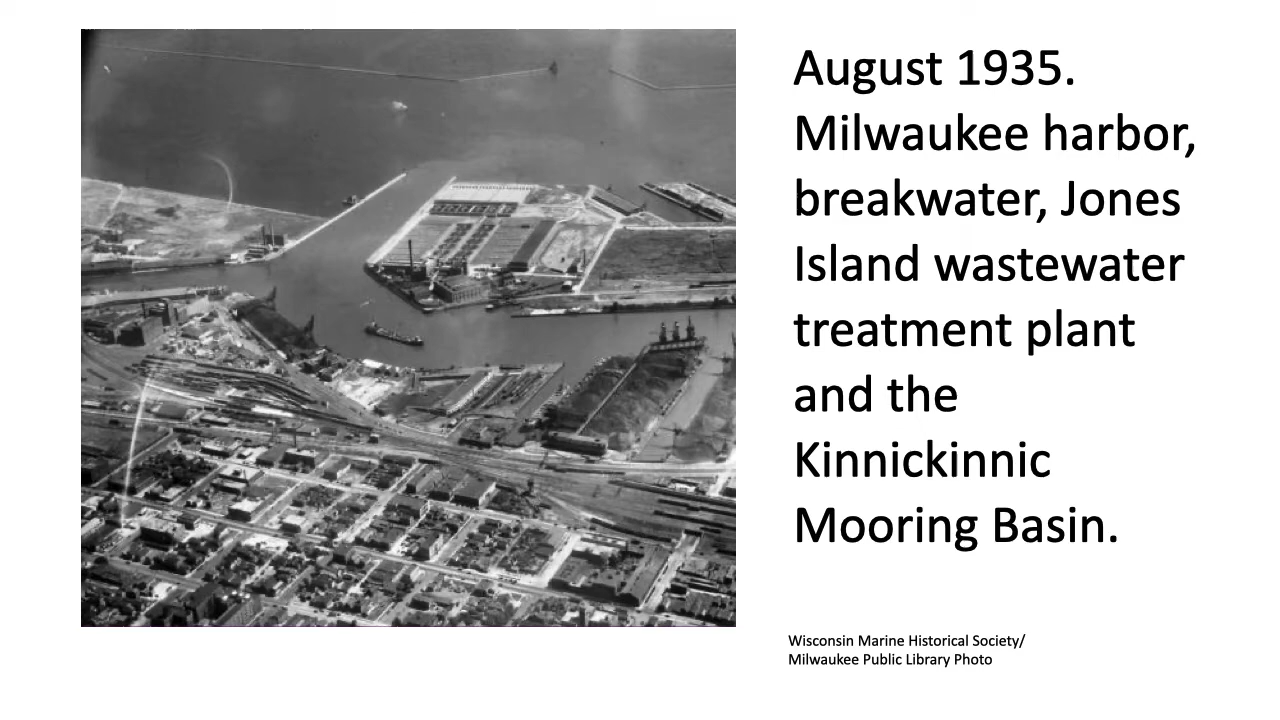 August 1935.
Milwaukee harbor,
breakwater, Jones
Island wastewater
treatment plant
and the
Kinnickinnic
Mooring Basin.
Wisconsin Marine Historical Society/
Milwaukee Public Library Photo